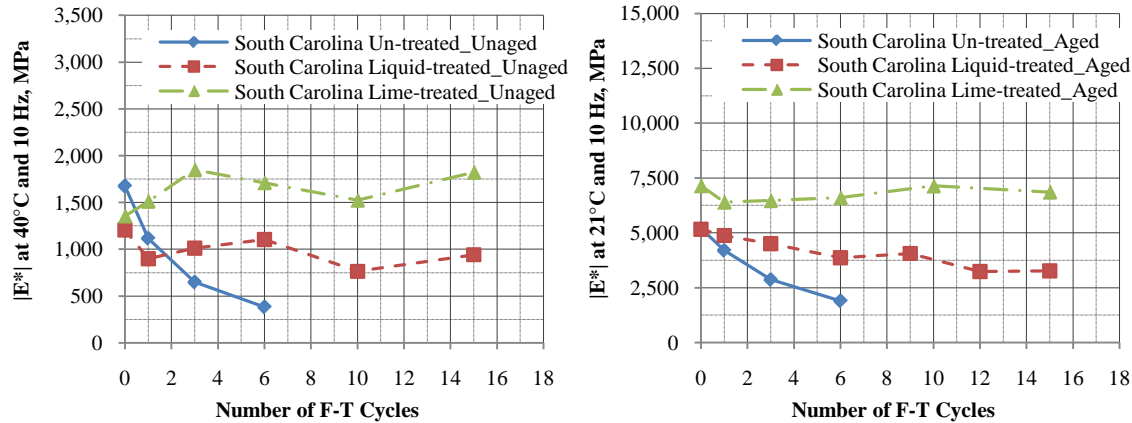 |E*| at 40°C and 10 Hz, MPa
3,500
3,000
2,500
2,000
1,500
1,000
500
0
South Carolina Un-treated_Unaged
South Carolina Liquid-treated_Unaged
South Carolina Lime-treated_Unaged
0 2 4 6 8 10 12 14 16 18
Number of F-T Cycles
|E*| at 21°C and 10 Hz, MPa
15,000
12,500
10,000
7,500
5,000
2,500
0
South Carolina Un-treated_Aged
South Carolina Liquid-treated_Aged
South Carolina Lime-treated_Aged
0 2 4 6 8 10 12 14 16 18
Number of F-T Cycles